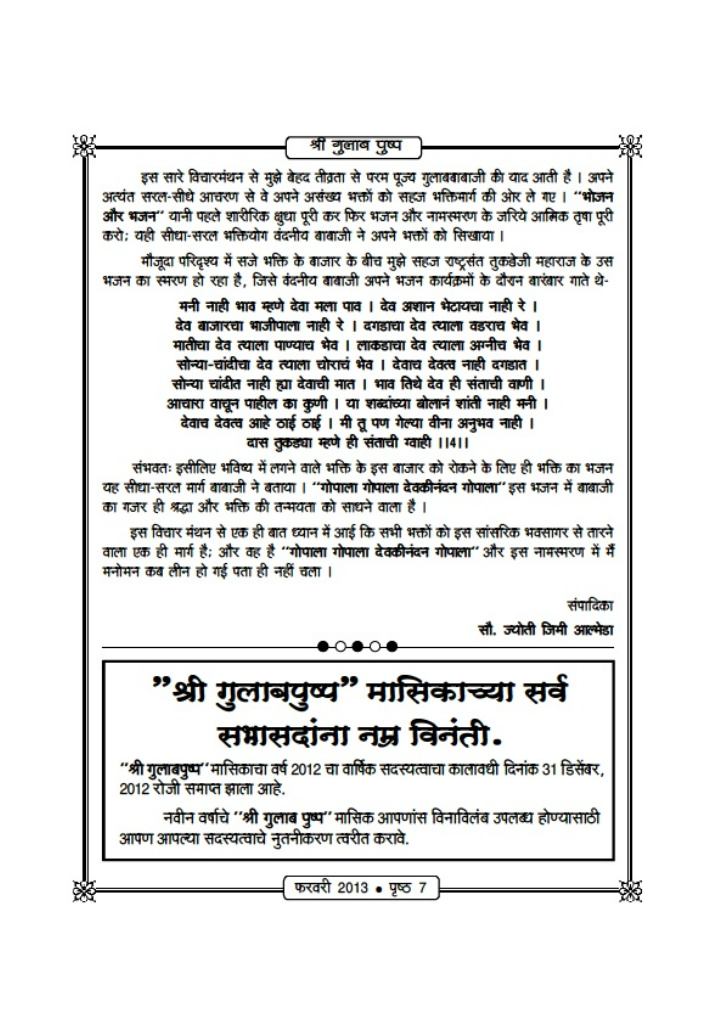 श्री गुलाब पुष्प
इस सारे विचारमंथन से मुझे बेहद तीव्रता से परम पूज्य गुलाबबाबाजी की याद आती है । अपने
अत्यंत सरल-सीधे आचरण से वे अपने असंख्य भक्तों को सहज भक्तिमार्ग की ओर ले गए । ‘‘भोजन
और भजन’’ यानी पहले शारीरिक क्षुधा पूरी कर फिर भजन और नामस्मरण के जरिये आत्मिक तृषा पूरी
करो; यही सीधा-सरल भक्तियोग वंदनीय बाबाजी ने अपने भक्तों को सिखाया ।
मौजूदा परिदृश्य में सजे भक्ति के बाजार के बीच मुझे सहज राष्ट्रसंत तुकडेजी महाराज के उस
भजन का स्मरण हो रहा है, जिसे वंदनीय बाबाजी अपने भजन कार्यक्रमों के दौरान बारंबार गाते थे-
मनी नाही भाव म्हणे देवा मला पाव । देव अशान भेटायचा नाही रे ।
देव बाजारचा भाजीपाला नाही रे । दगडाचा देव त्याला वडराच भेव ।
मातीचा देव त्याला पाण्याच भेव । लाकडाचा देव त्याला अग्नीच भेव ।
सोन्या-चांदीचा देव त्याला चोराचं भेव । देवाच देवत्व नाही दगडात ।
सोन्या चांदीत नाही ह्या देवाची मात । भाव तिथे देव ही संताची वाणी ।
आचारा वाचून पाहील का कुणी । या शब्दांच्या बोलानं शांती नाही मनी ।
देवाच देवत्व आहे ठाई ठाई । मी तू पण गेल्या वीना अनुभव नाही ।
दास तुकड्या म्हणे ही संताची ग्वाही ।।4।।
संभवतः इसीलिए भविष्य में लगने वाले भक्ति के इस बाजार को रोकने के लिए ही भक्ति का भजन
यह सीधा-सरल मार्ग बाबाजी ने बताया । ‘‘गोपाला गोपाला देवकीनंदन गोपाला’’ इस भजन में बाबाजी
का गजर ही श्रद्धा और भक्ति की तन्मयता को साधने वाला है ।
इस विचार मंथन से एक ही बात ध्यान में आई कि सभी भक्तों को इस सांसरिक भवसागर से तारने
वाला एक ही मार्ग है; और वह है ‘‘गोपाला गोपाला देवकीनंदन गोपाला’’ और इस नामस्मरण में मैं
मनोमन कब लीन हो गई पता ही नहीं चला ।
संपादिका
सौ. ज्योती जिमी आल्मेडा
’’श्री गुलाबपुष्प’’ मासिकाच्या सर्व
सभासदांना नम्र विनंती.
‘‘श्री गुलाबपुष्प’’ मासिकाचा वर्ष 2012 चा वार्षिक सदस्यत्वाचा कालावधी दिनांक 31 डिसेंबर,
2012 रोजी समाप्त झाला आहे.
नवीन वर्षाचे ‘‘श्री गुलाब पुष्प’’ मासिक आपणांस विनाविलंब उपलब्ध होण्यासाठी
आपण आपल्या सदस्यत्वाचे नुतनीकरण त्वरीत करावे.
फरवरी 2013 ● पृष्ठ 7